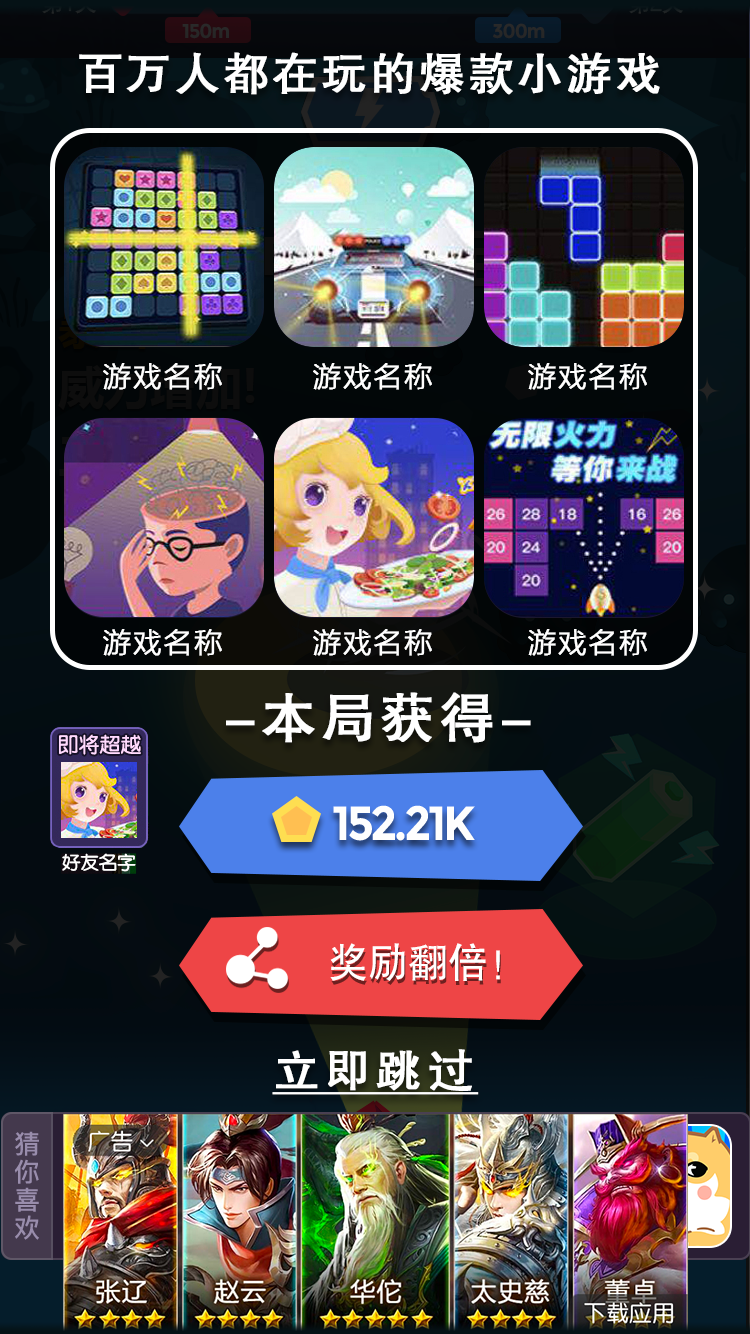 150m
300m
百万人都在玩的爆款小游戏
POLICE
游戏名称
游戏名称
游戏名称
威力增加!
无限火力
等你来战
26 28 18 16 26
20 24 20
20
游戏名称
游戏名称
游戏名称
–本局获得–
即将超越
好友名字
152.21K
奖励翻倍!
立即跳过
猜你喜欢
广告
张辽
赵云
华佗
太史慈
董卓
下载应用